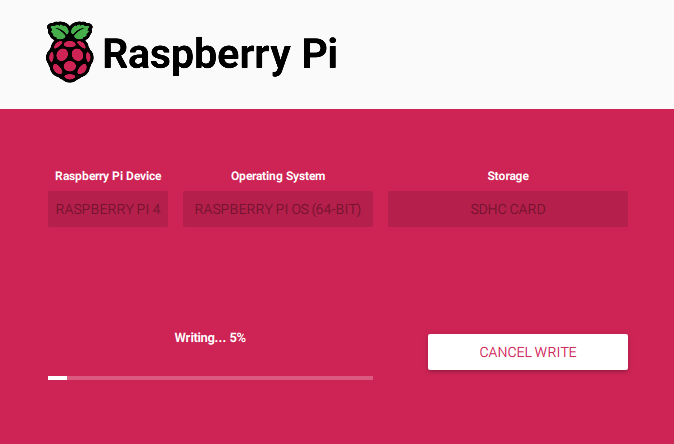 Raspberry Pi
Raspberry Pi Device
Operating System
Storage
RASPBERRY PI 4
RASPBERRY PI OS (64-BIT)
SDHC CARD
Writing... 5%
CANCEL WRITE